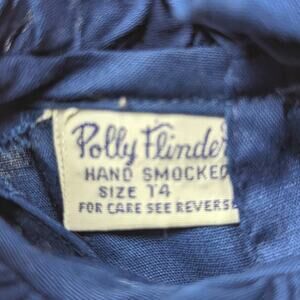 Polly Flinder
HAND SMOCKED
SIZE T4
FOR CARE SEE REVERS